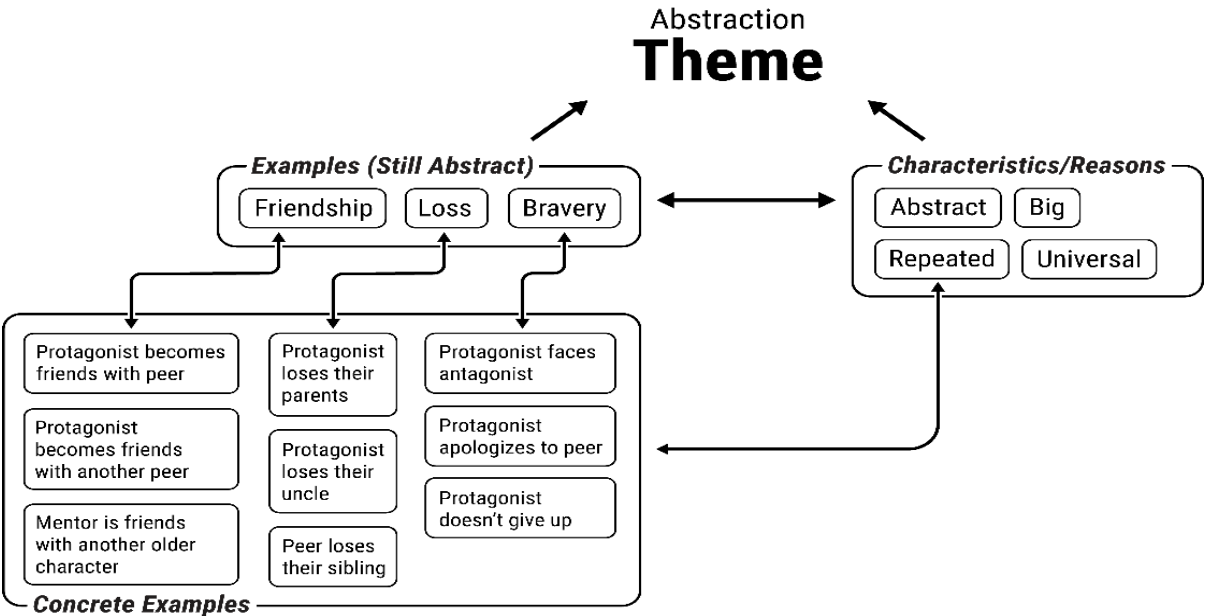 Abstraction
Theme
Examples (Still Abstract)
Friendship
Loss
Bravery
Characteristics/Reasons
Abstract
Big
Repeated
Universal
Protagonist becomes
friends with peer
Protagonist
becomes friends
with another peer
Mentor is friends
with another older
character
Protagonist
loses their
parents
Protagonist
loses their
uncle
Peer loses
their sibling
Protagonist faces
antagonist
Protagonist
apologizes to peer
Protagonist
doesn't give up
Concrete Examples